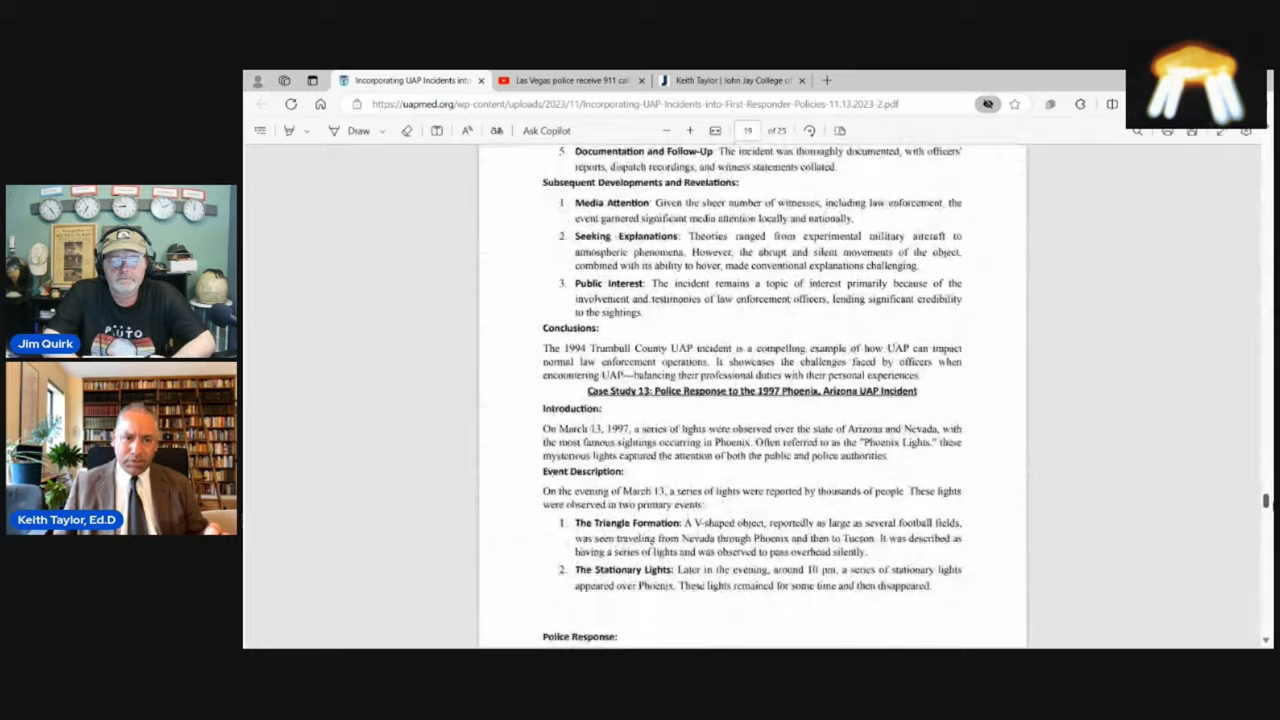 Incorporating UAP Incidents into
Las Vegas police receive 911 call
Keith Taylor | John Jay College of
https://uapmed.org/wp-content/uploads/2023/11/Incorporating-UAP-Incidents-into-First-Responder-Policies-11.13.2023-2.pdf
Draw
Ask Copilot
19 of 25
5. Documentation and Follow-Up: The incident was thoroughly documented, with officers'
reports, dispatch recordings, and witness statements collated.
Subsequent Developments and Revelations:
1. Media Attention: Given the sheer number of witnesses, including law enforcement, the
event garnered significant media attention locally and nationally.
2. Seeking Explanations: Theories ranged from experimental military aircraft to
atmospheric phenomena. However, the abrupt and silent movements of the object,
combined with its ability to hover, made conventional explanations challenging.
3. Public Interest: The incident remains a topic of interest primarily because of the
involvement and testimonies of law enforcement officers, lending significant credibility
to the sightings.
Conclusions:
The 1994 Trumbull County UAP incident is a compelling example of how UAP can impact
normal law enforcement operations. It showcases the challenges faced by officers when
encountering UAP—balancing their professional duties with their personal experiences.
Case Study 13: Police Response to the 1997 Phoenix, Arizona UAP Incident
Introduction:
On March 13, 1997, a series of lights were observed over the state of Arizona and Nevada, with
the most famous sightings occurring in Phoenix. Often referred to as the "Phoenix Lights," these
mysterious lights captured the attention of both the public and police authorities.
Event Description:
On the evening of March 13, a series of lights were reported by thousands of people. These lights
were observed in two primary events:
1. The Triangle Formation: A V-shaped object, reportedly as large as several football fields,
was seen traveling from Nevada through Phoenix and then to Tucson. It was described as
having a series of lights and was observed to pass overhead silently.
2. The Stationary Lights: Later in the evening, around 10 pm, a series of stationary lights
appeared over Phoenix. These lights remained for some time and then disappeared.
Police Response:
PLUTO
Jim Quirk
Keith Taylor, Ed.D